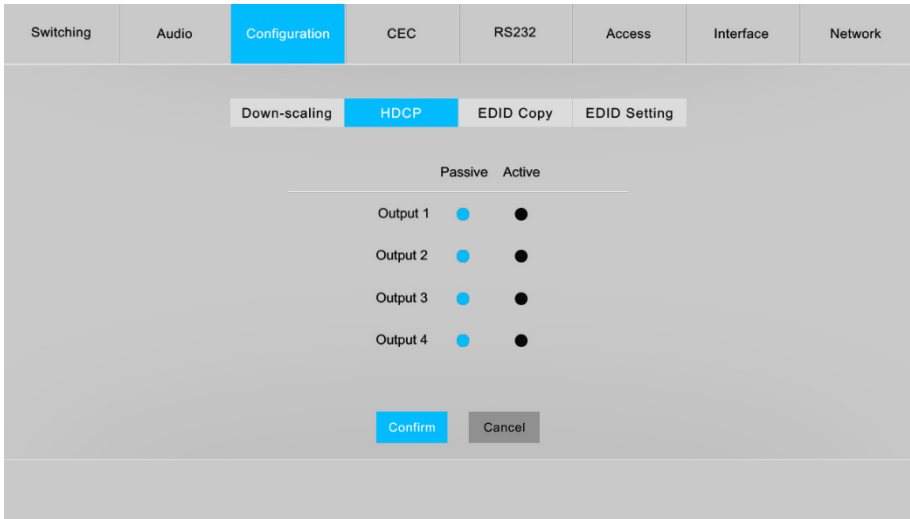 Switching Audio Configuration CEC RS232 Access Interface Network
Down-scaling HDCP EDID Copy EDID Setting
Passive Active
Output 1
Output 2
Output 3
Output 4
Confirm Cancel